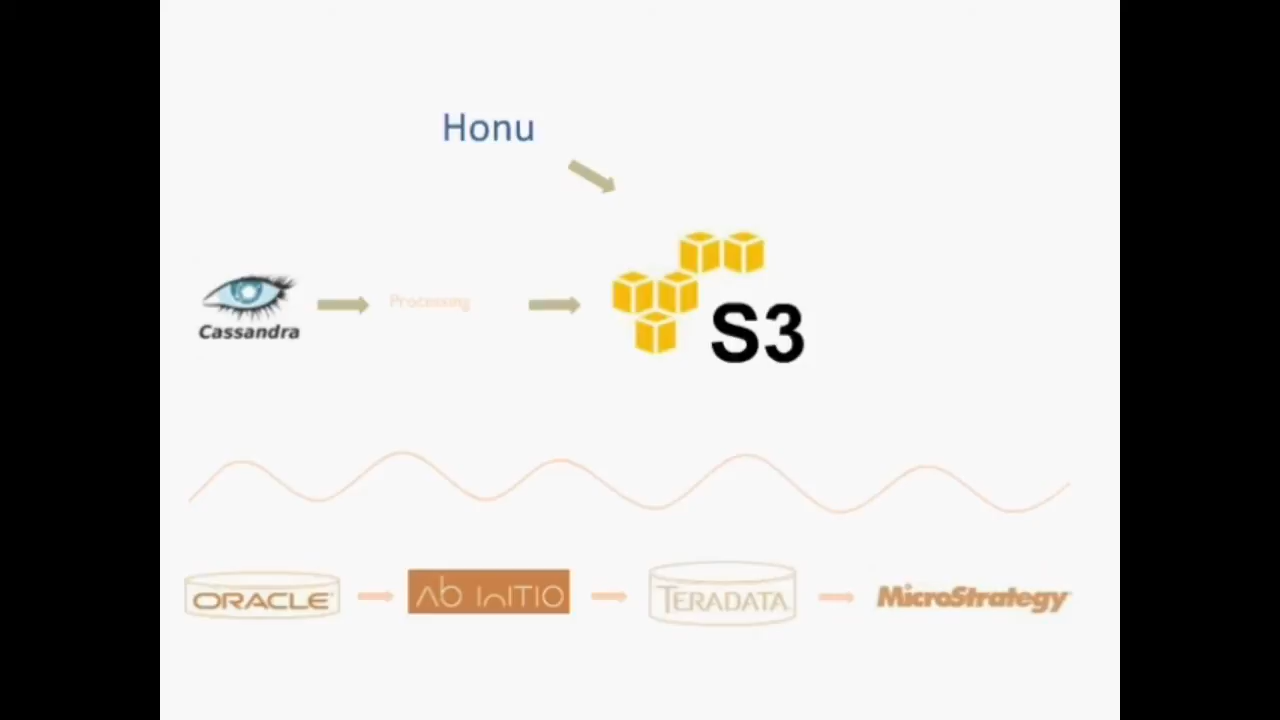 Honu
Cassandra
Processing
S3
ORACLE
Ab INITIO
TERADATA
MicroStrategy